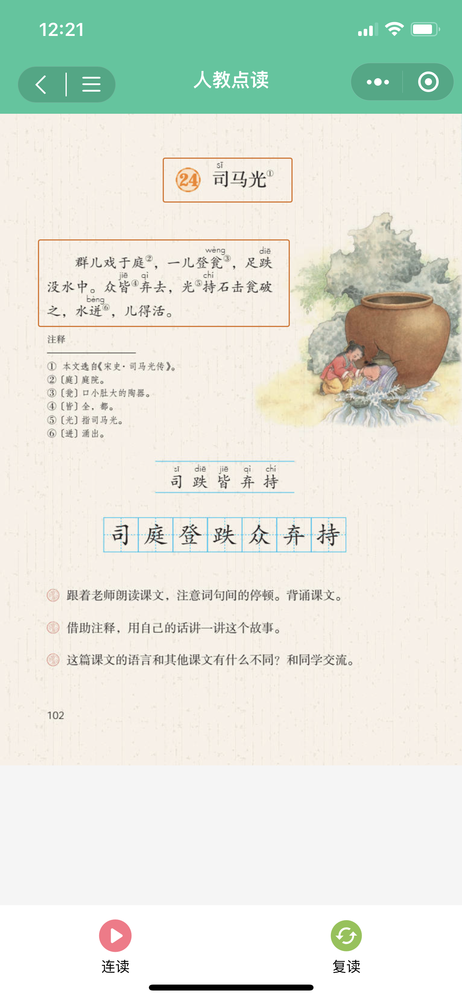 12:21
人教点读
sī
24 司马光①
wèng diē
群儿戏于庭②，一儿登瓮③，足跌
jiē qì chí
没水中。众皆④弃去，光⑤持石击瓮破
bèng
之，水迸⑥，儿得活。
注释
① 本文选自《宋史·司马光传》。
②〔庭〕庭院。
③〔瓮〕口小肚大的陶器。
④〔皆〕全，都。
⑤〔光〕指司马光。
⑥〔迸〕涌出。
sī diē jiē qì chí
司 跌 皆 弃 持
司 庭 登 跌 众 弃 持
跟着老师朗读课文，注意词句间的停顿。背诵课文。
借助注释，用自己的话讲一讲这个故事。
这篇课文的语言和其他课文有什么不同？和同学交流。
102
连读 复读